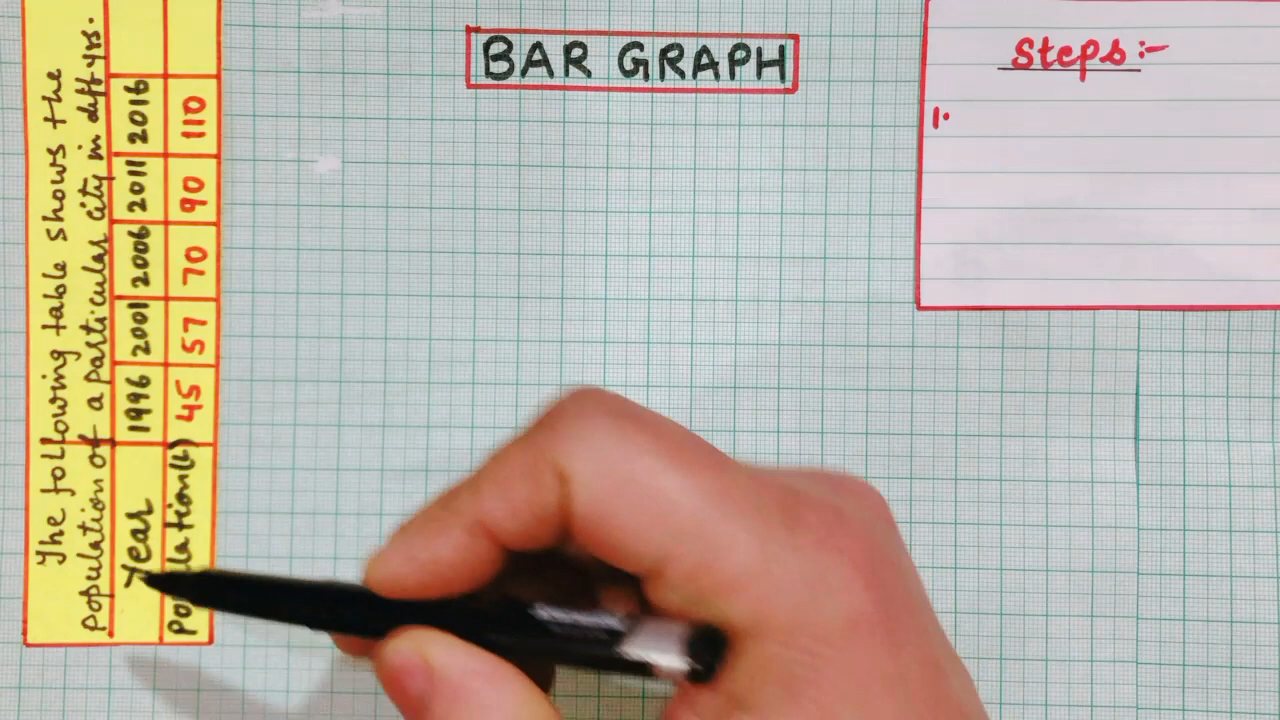 BAR GRAPH
Steps:-
1.
The following table shows the
population of a particular city in diff yrs.
Year 1996 2001 2006 2011 2016
Population(L) 45 57 70 90 110